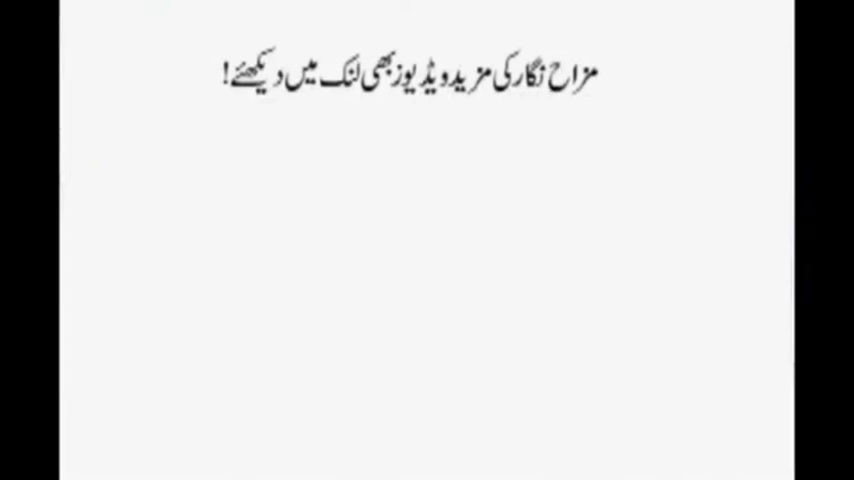 مزاح نگار کی مزید ویڈیوز بھی لنک میں دیکھئے!